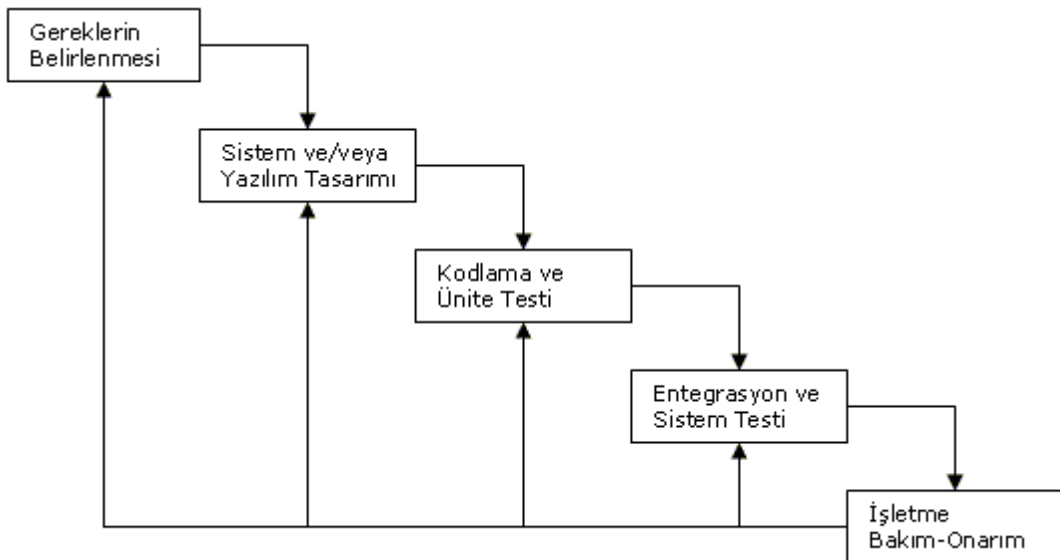 Gereklerin
Belirlenmesi
Sistem ve/veya
Yazılım Tasarımı
Kodlama ve
Ünite Testi
Entegrasyon ve
Sistem Testi
İşletme
Bakım-Onarım